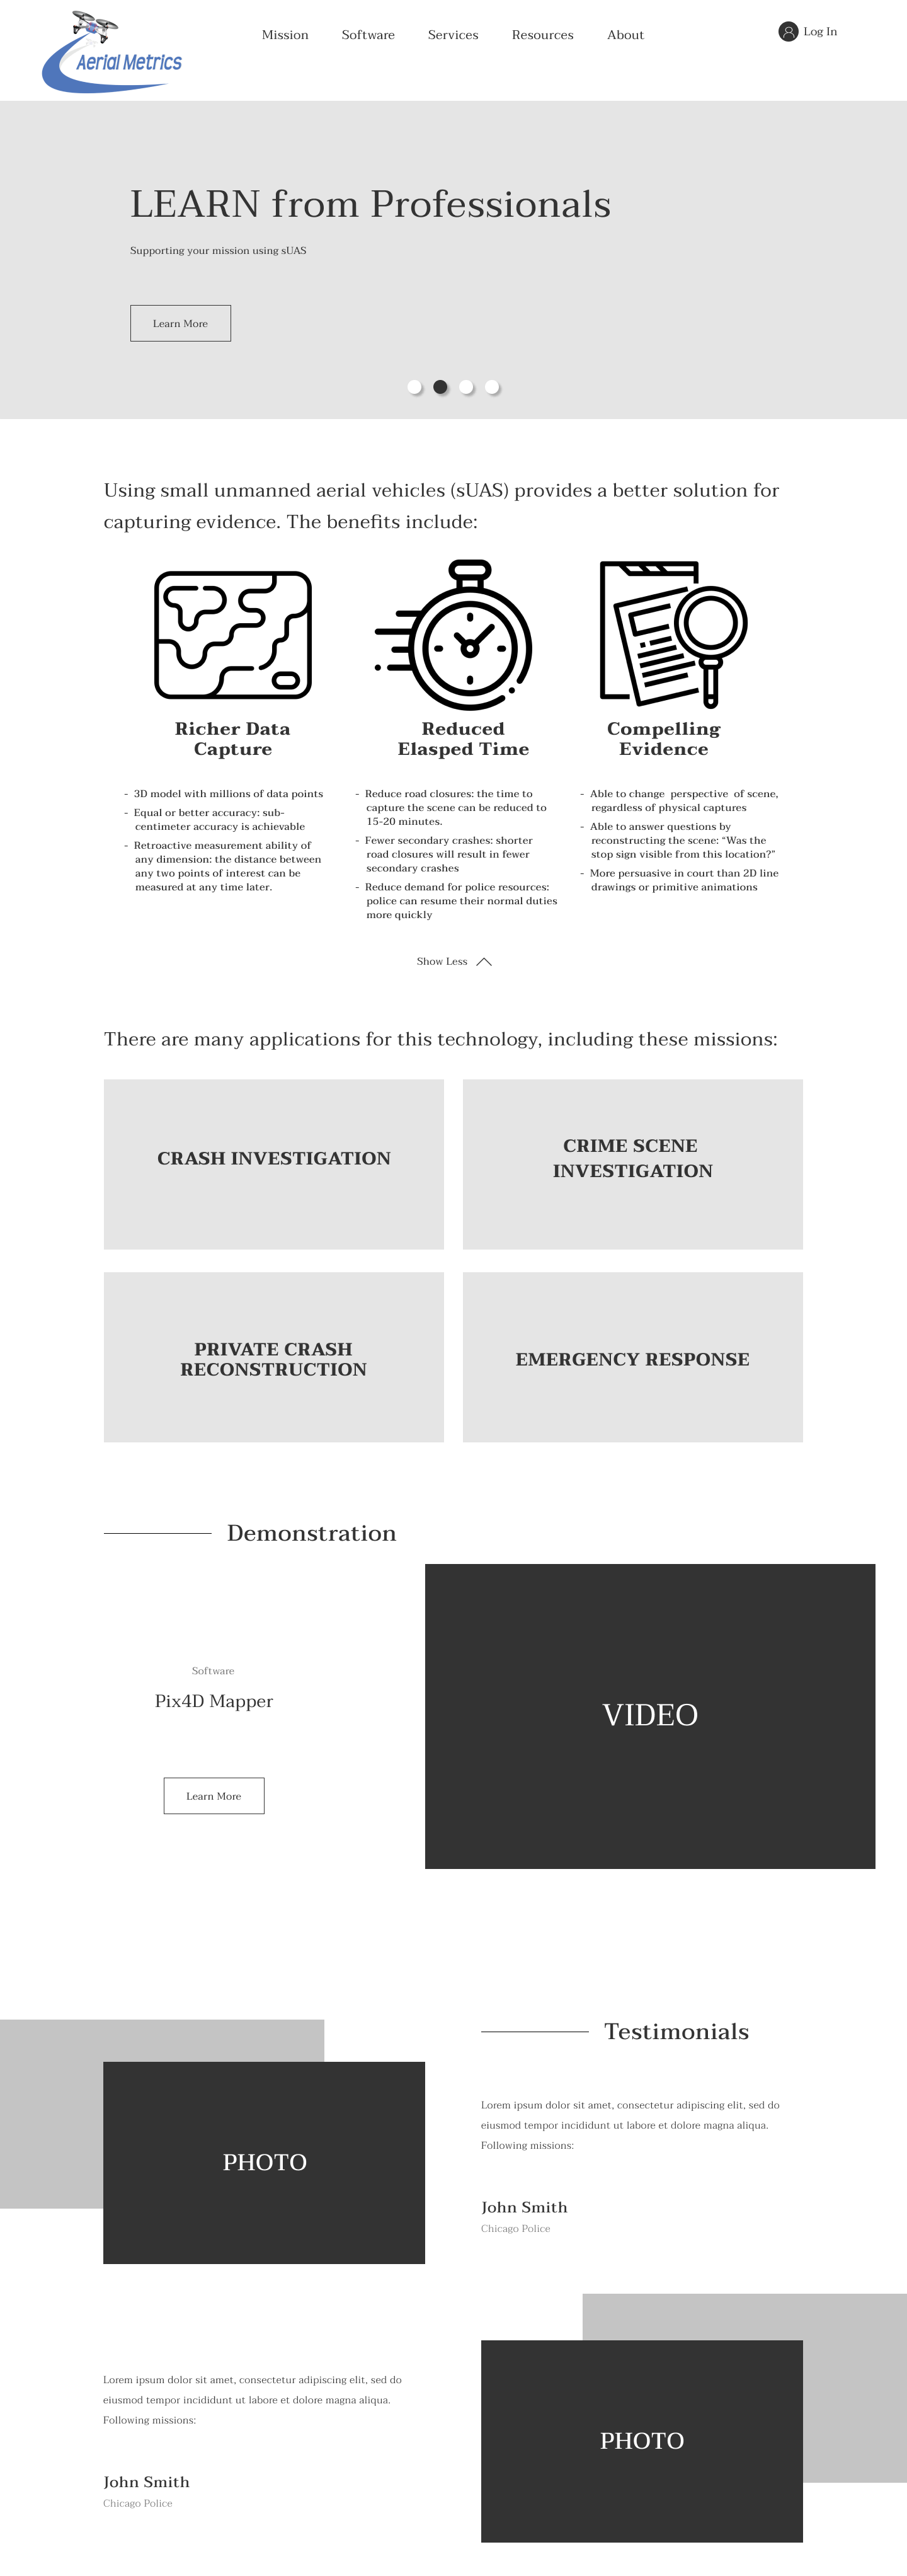 Aerial Metrics
Mission Software Services Resources About
Log In
LEARN from Professionals
Supporting your mission using sUAS
Learn More
Using small unmanned aerial vehicles (sUAS) provides a better solution for
capturing evidence. The benefits include:
Richer Data
Capture
- 3D model with millions of data points
- Equal or better accuracy: sub-
centimeter accuracy is achievable
- Retroactive measurement ability of
any dimension: the distance between
any two points of interest can be
measured at any time later.
Reduced
Elasped Time
- Reduce road closures: the time to
capture the scene can be reduced to
15-20 minutes.
- Fewer secondary crashes: shorter
road closures will result in fewer
secondary crashes
- Reduce demand for police resources:
police can resume their normal duties
more quickly
Compelling
Evidence
- Able to change perspective of scene,
regardless of physical captures
- Able to answer questions by
reconstructing the scene: “Was the
stop sign visible from this location?”
- More persuasive in court than 2D line
drawings or primitive animations
Show Less
There are many applications for this technology, including these missions:
CRASH INVESTIGATION
CRIME SCENE
INVESTIGATION
PRIVATE CRASH
RECONSTRUCTION
EMERGENCY RESPONSE
Demonstration
Software
Pix4D Mapper
Learn More
VIDEO
Testimonials
PHOTO
Lorem ipsum dolor sit amet, consectetur adipiscing elit, sed do
eiusmod tempor incididunt ut labore et dolore magna aliqua.
Following missions:
John Smith
Chicago Police
Lorem ipsum dolor sit amet, consectetur adipiscing elit, sed do
eiusmod tempor incididunt ut labore et dolore magna aliqua.
Following missions:
John Smith
Chicago Police
PHOTO